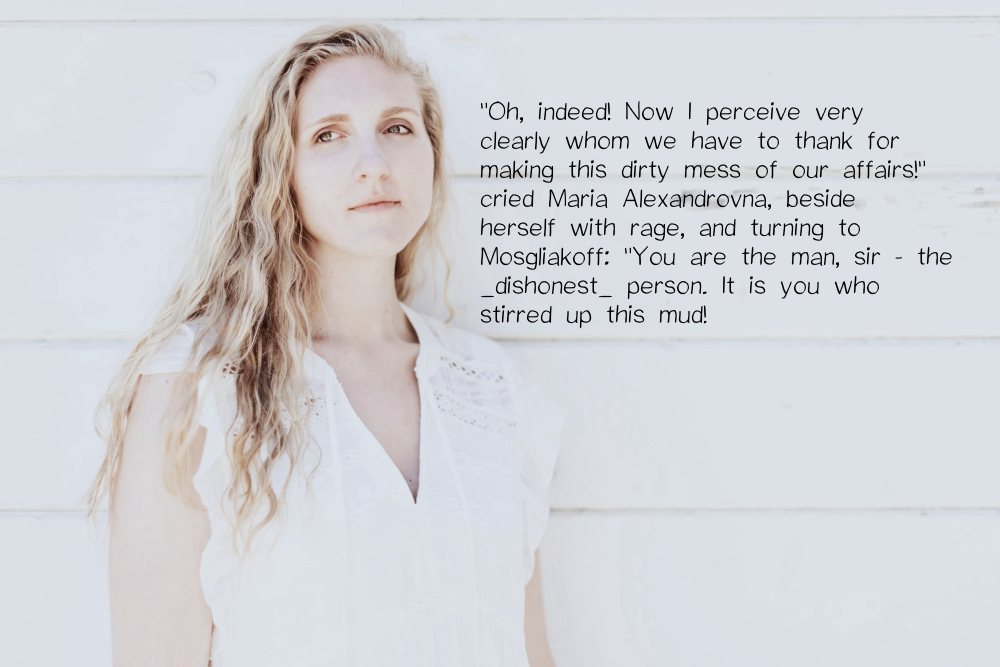 "Oh, indeed! Now I perceive very
clearly whom we have to thank for
making this dirty mess of our affairs!"
cried Maria Alexandrovna, beside
herself with rage, and turning to
Mosgliakoff: "You are the man, sir - the
_dishonest_ person. It is you who
stirred up this mud!